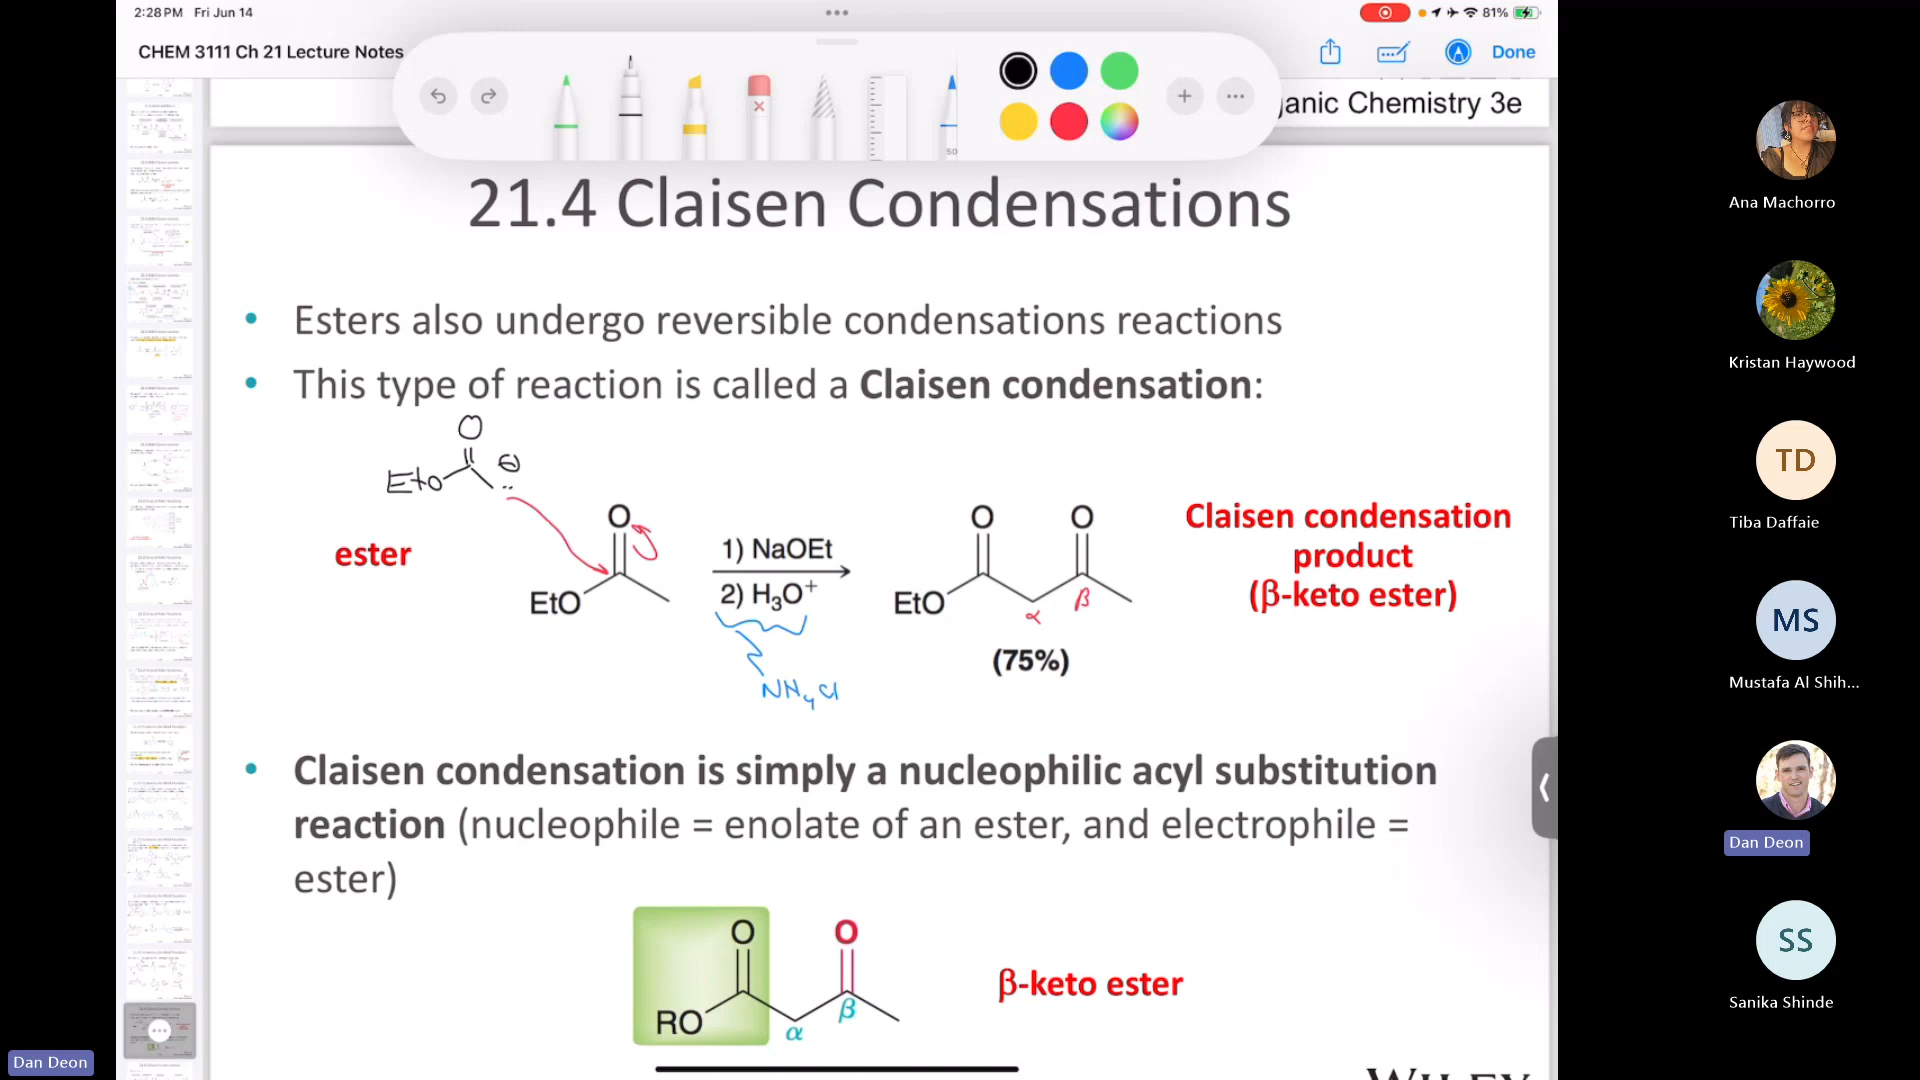 2:28 PM Fri Jun 14
81%
CHEM 3111 Ch 21 Lecture Notes
Done
50
ganic Chemistry 3e
21.4 Claisen Condensations
Esters also undergo reversible condensations reactions
This type of reaction is called a Claisen condensation:
O
EtO
⊖
ester
O
EtO
1) NaOEt
2) H₃O⁺
NH₄Cl
O O
EtO
α β
(75%)
Claisen condensation
product
(β-keto ester)
Claisen condensation is simply a nucleophilic acyl substitution
reaction (nucleophile = enolate of an ester, and electrophile =
ester)
O O
RO
α β
β-keto ester
WILEY
Ana Machorro
Kristan Haywood
TD
Tiba Daffaie
MS
Mustafa Al Shih...
Dan Deon
SS
Sanika Shinde
Dan Deon